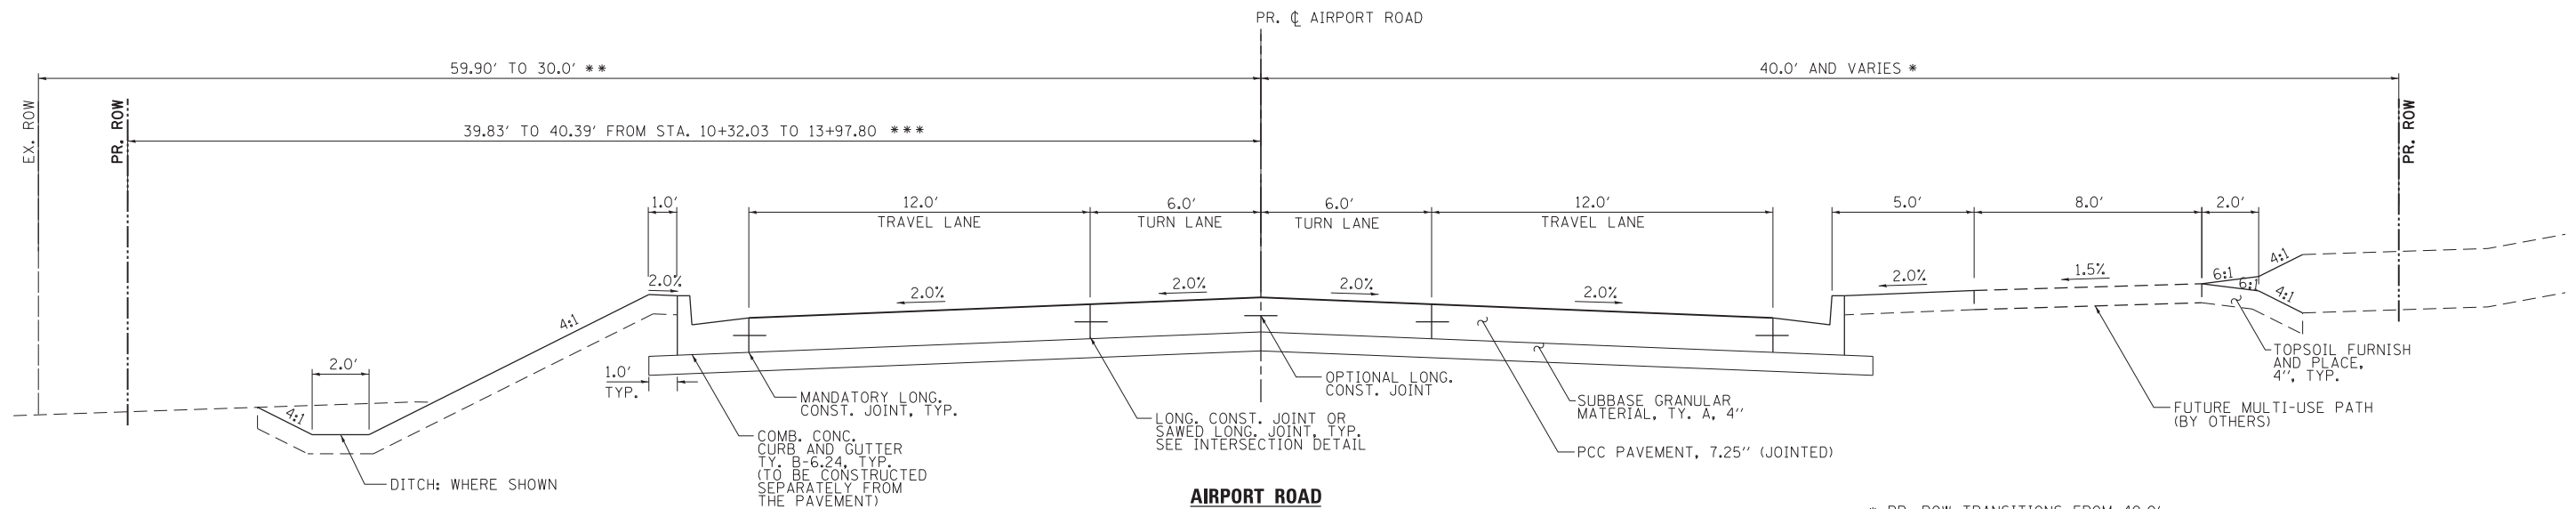 PR. ℄ AIRPORT ROAD
59.90' TO 30.0' **
40.0' AND VARIES *
EX. ROW
PR. ROW
PR. ROW
39.83' TO 40.39' FROM STA. 10+32.03 TO 13+97.80 ***
1.0'
12.0'
TRAVEL LANE
6.0'
TURN LANE
6.0'
TURN LANE
12.0'
TRAVEL LANE
5.0'
8.0'
2.0'
2.0%
2.0%
2.0%
2.0%
2.0%
2.0%
1.5%
6:1
6:1
4:1
4:1
4:1
4:1
2.0'
1.0'
TYP.
DITCH: WHERE SHOWN
MANDATORY LONG.
CONST. JOINT, TYP.
COMB. CONC.
CURB AND GUTTER
TY. B-6.24, TYP.
(TO BE CONSTRUCTED
SEPARATELY FROM
THE PAVEMENT)
LONG. CONST. JOINT OR
SAWED LONG. JOINT, TYP.
SEE INTERSECTION DETAIL
OPTIONAL LONG.
CONST. JOINT
SUBBASE GRANULAR
MATERIAL, TY. A, 4"
PCC PAVEMENT, 7.25" (JOINTED)
TOPSOIL FURNISH
AND PLACE,
4", TYP.
FUTURE MULTI-USE PATH
(BY OTHERS)
AIRPORT ROAD
* PR. ROW TRANSITIONS FROM 40.0'